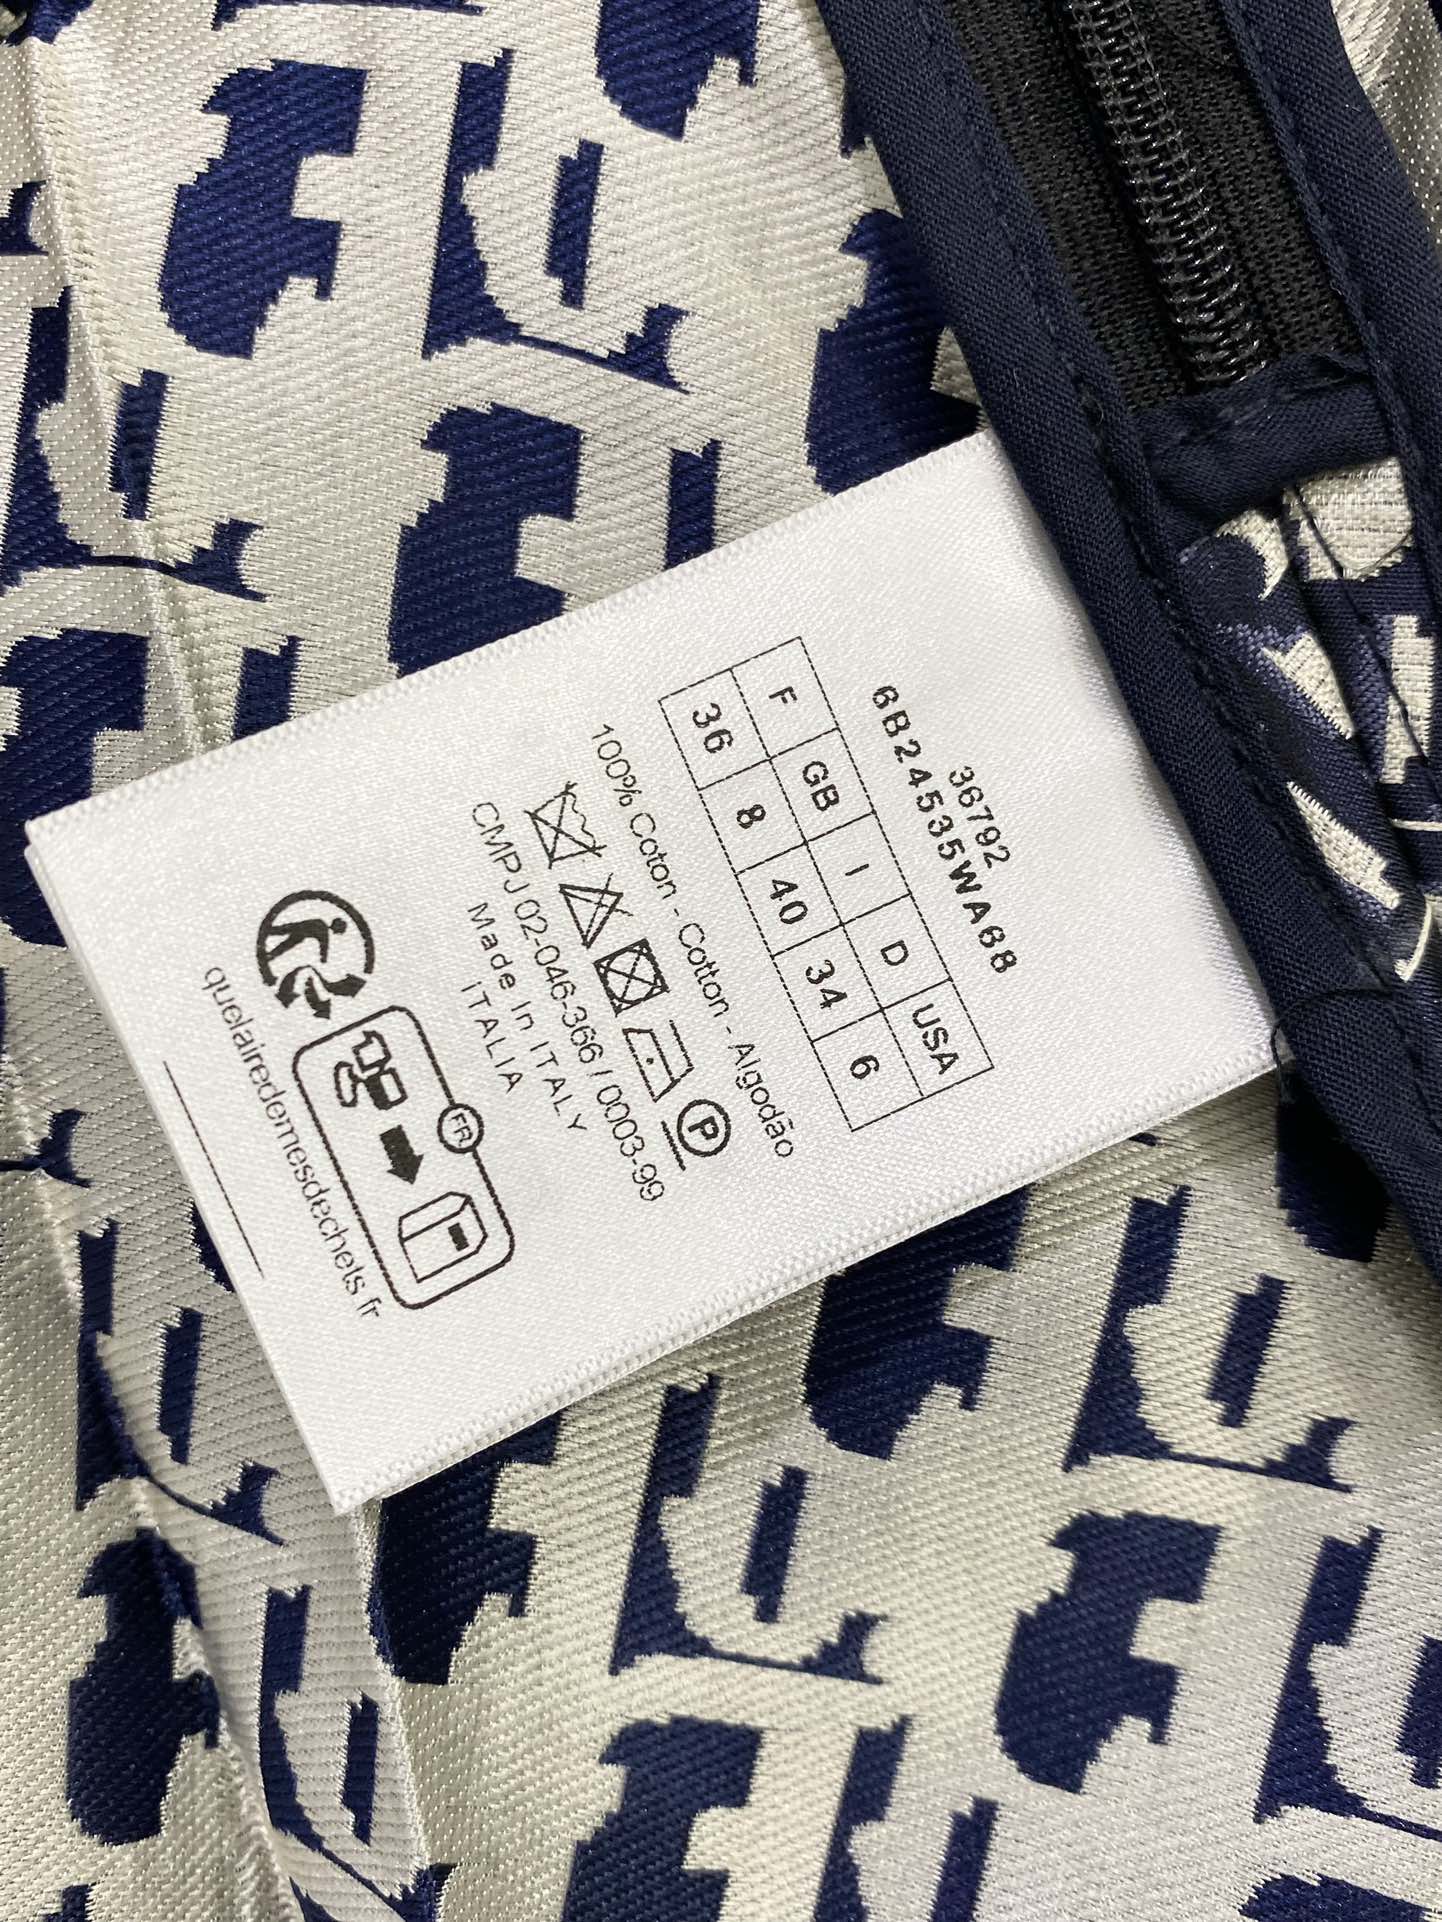 36792
6B24535WA68
F GB I D USA
36 8 40 34 6
100% Coton - Cotton - Algodão
P
CMPJ 02-046-366 / 0003-99
Made In ITALY
ITALIA
FR
quelairedemesdechets.fr